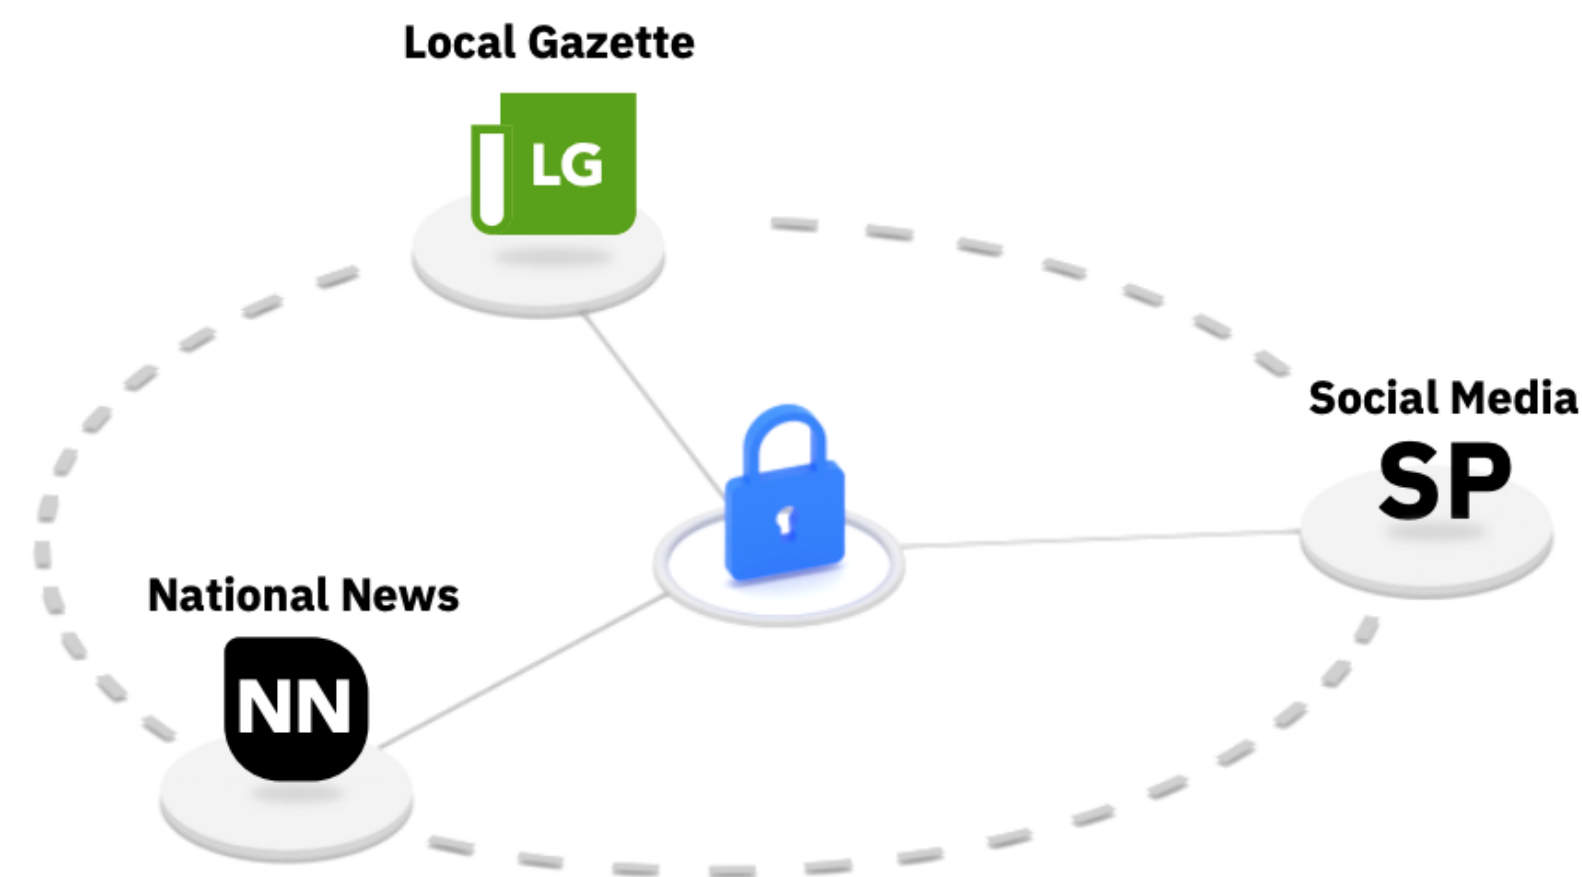 Local Gazette
LG
Social Media
SP
National News
NN